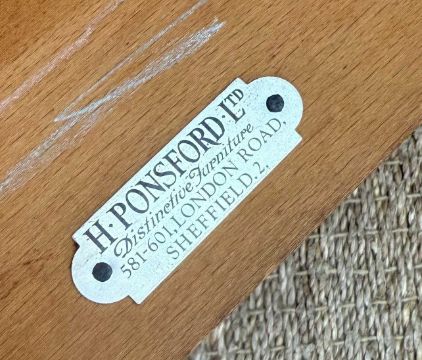 H. PONSFORD. LTD
Distinctive Furniture
581-601, LONDON ROAD,
SHEFFIELD, 2.